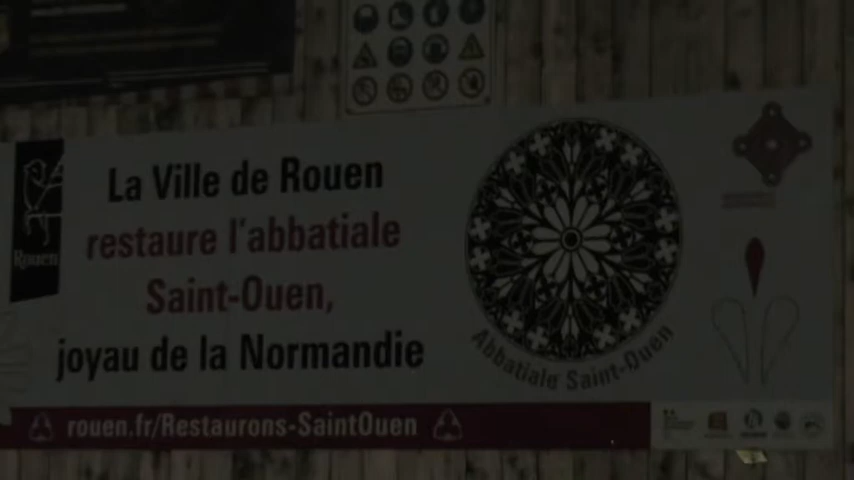 La Ville de Rouen
restaure l'abbatiale
Saint-Ouen,
joyau de la Normandie
Rouen
Abbatiale Saint-Ouen
rouen.fr/Restaurons-SaintOuen